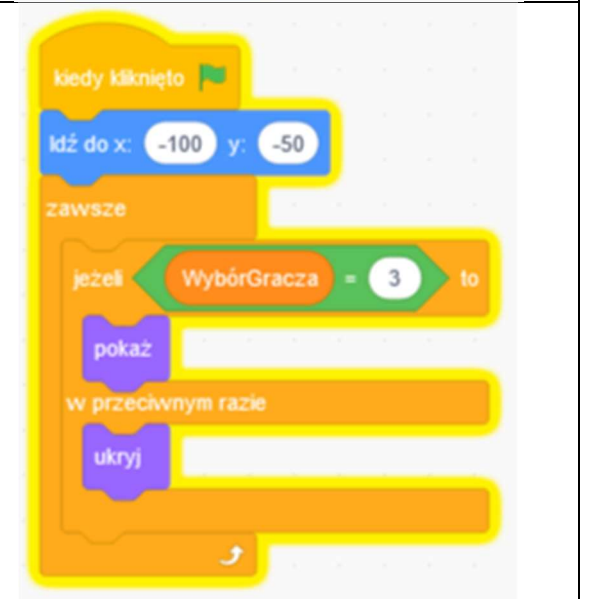 kiedy kliknięto
Idź do x: -100 y: -50
zawsze
jeżeli WybórGracza = 3 to
pokaż
w przeciwnym razie
ukryj